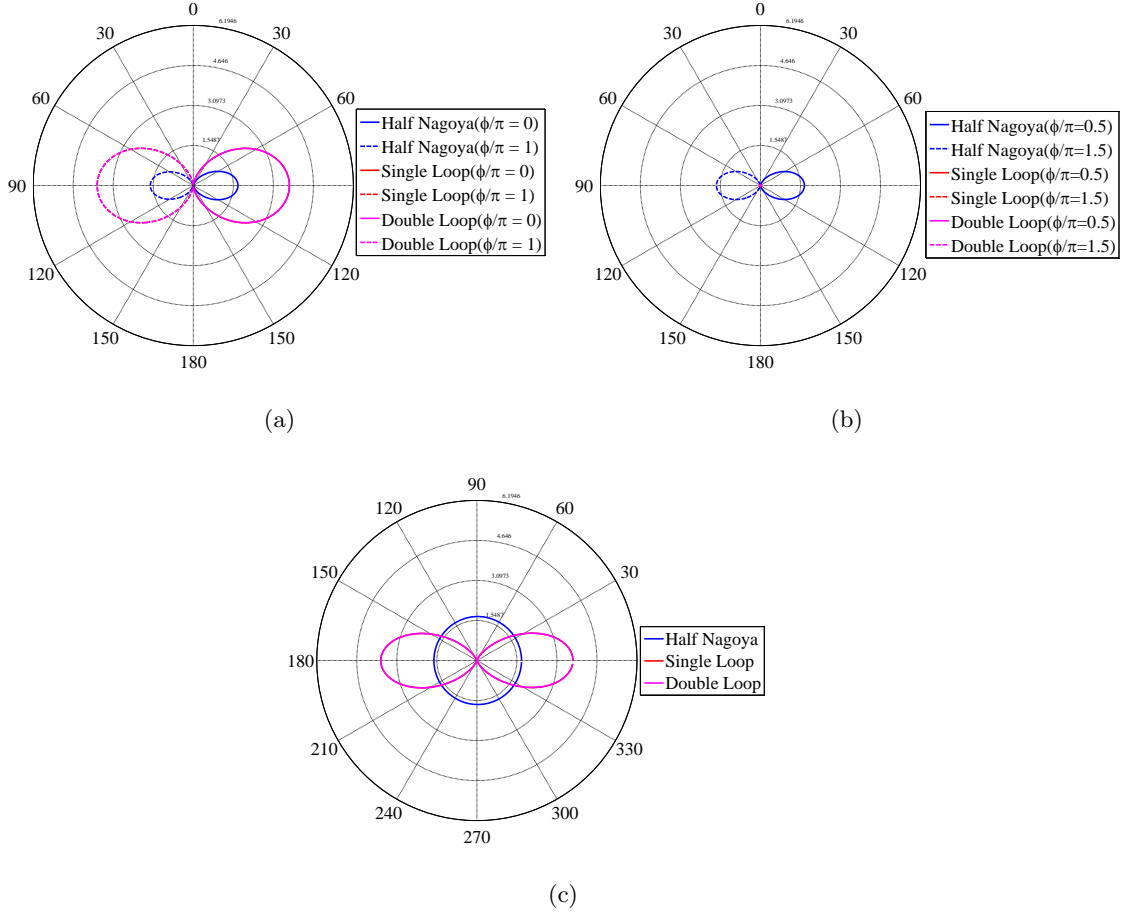 0
30
30
60
60
90
90
120
120
150
150
180
6.1946
4.646
3.0973
1.5487
Half Nagoya(ϕ/π = 0)
Half Nagoya(ϕ/π = 1)
Single Loop(ϕ/π = 0)
Single Loop(ϕ/π = 1)
Double Loop(ϕ/π = 0)
Double Loop(ϕ/π = 1)
(a)
0
30
30
60
60
90
90
120
120
150
150
180
6.1946
4.646
3.0973
1.5487
Half Nagoya(ϕ/π=0.5)
Half Nagoya(ϕ/π=1.5)
Single Loop(ϕ/π=0.5)
Single Loop(ϕ/π=1.5)
Double Loop(ϕ/π=0.5)
Double Loop(ϕ/π=1.5)
(b)
90
120
60
150
30
180
210
330
240
300
270
6.1946
4.646
3.0973
1.5487
Half Nagoya
Single Loop
Double Loop
(c)